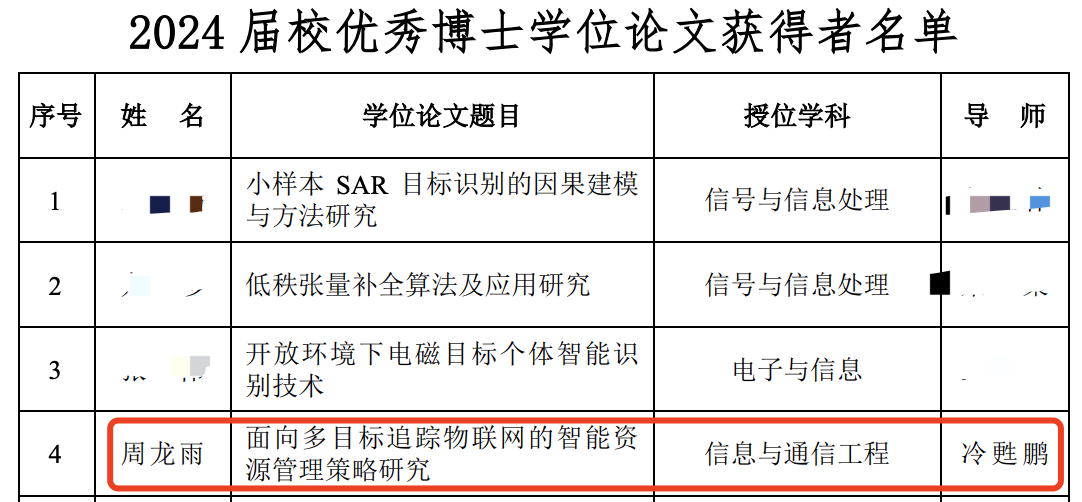 2024 届校优秀博士学位论文获得者名单
序号 姓 名 学位论文题目 授位学科 导 师
1 小样本 SAR 目标识别的因果建模
与方法研究 信号与信息处理
2 低秩张量补全算法及应用研究 信号与信息处理
3 开放环境下电磁目标个体智能识
别技术 电子与信息
4 周龙雨 面向多目标追踪物联网的智能资
源管理策略研究 信息与通信工程 冷甦鹏